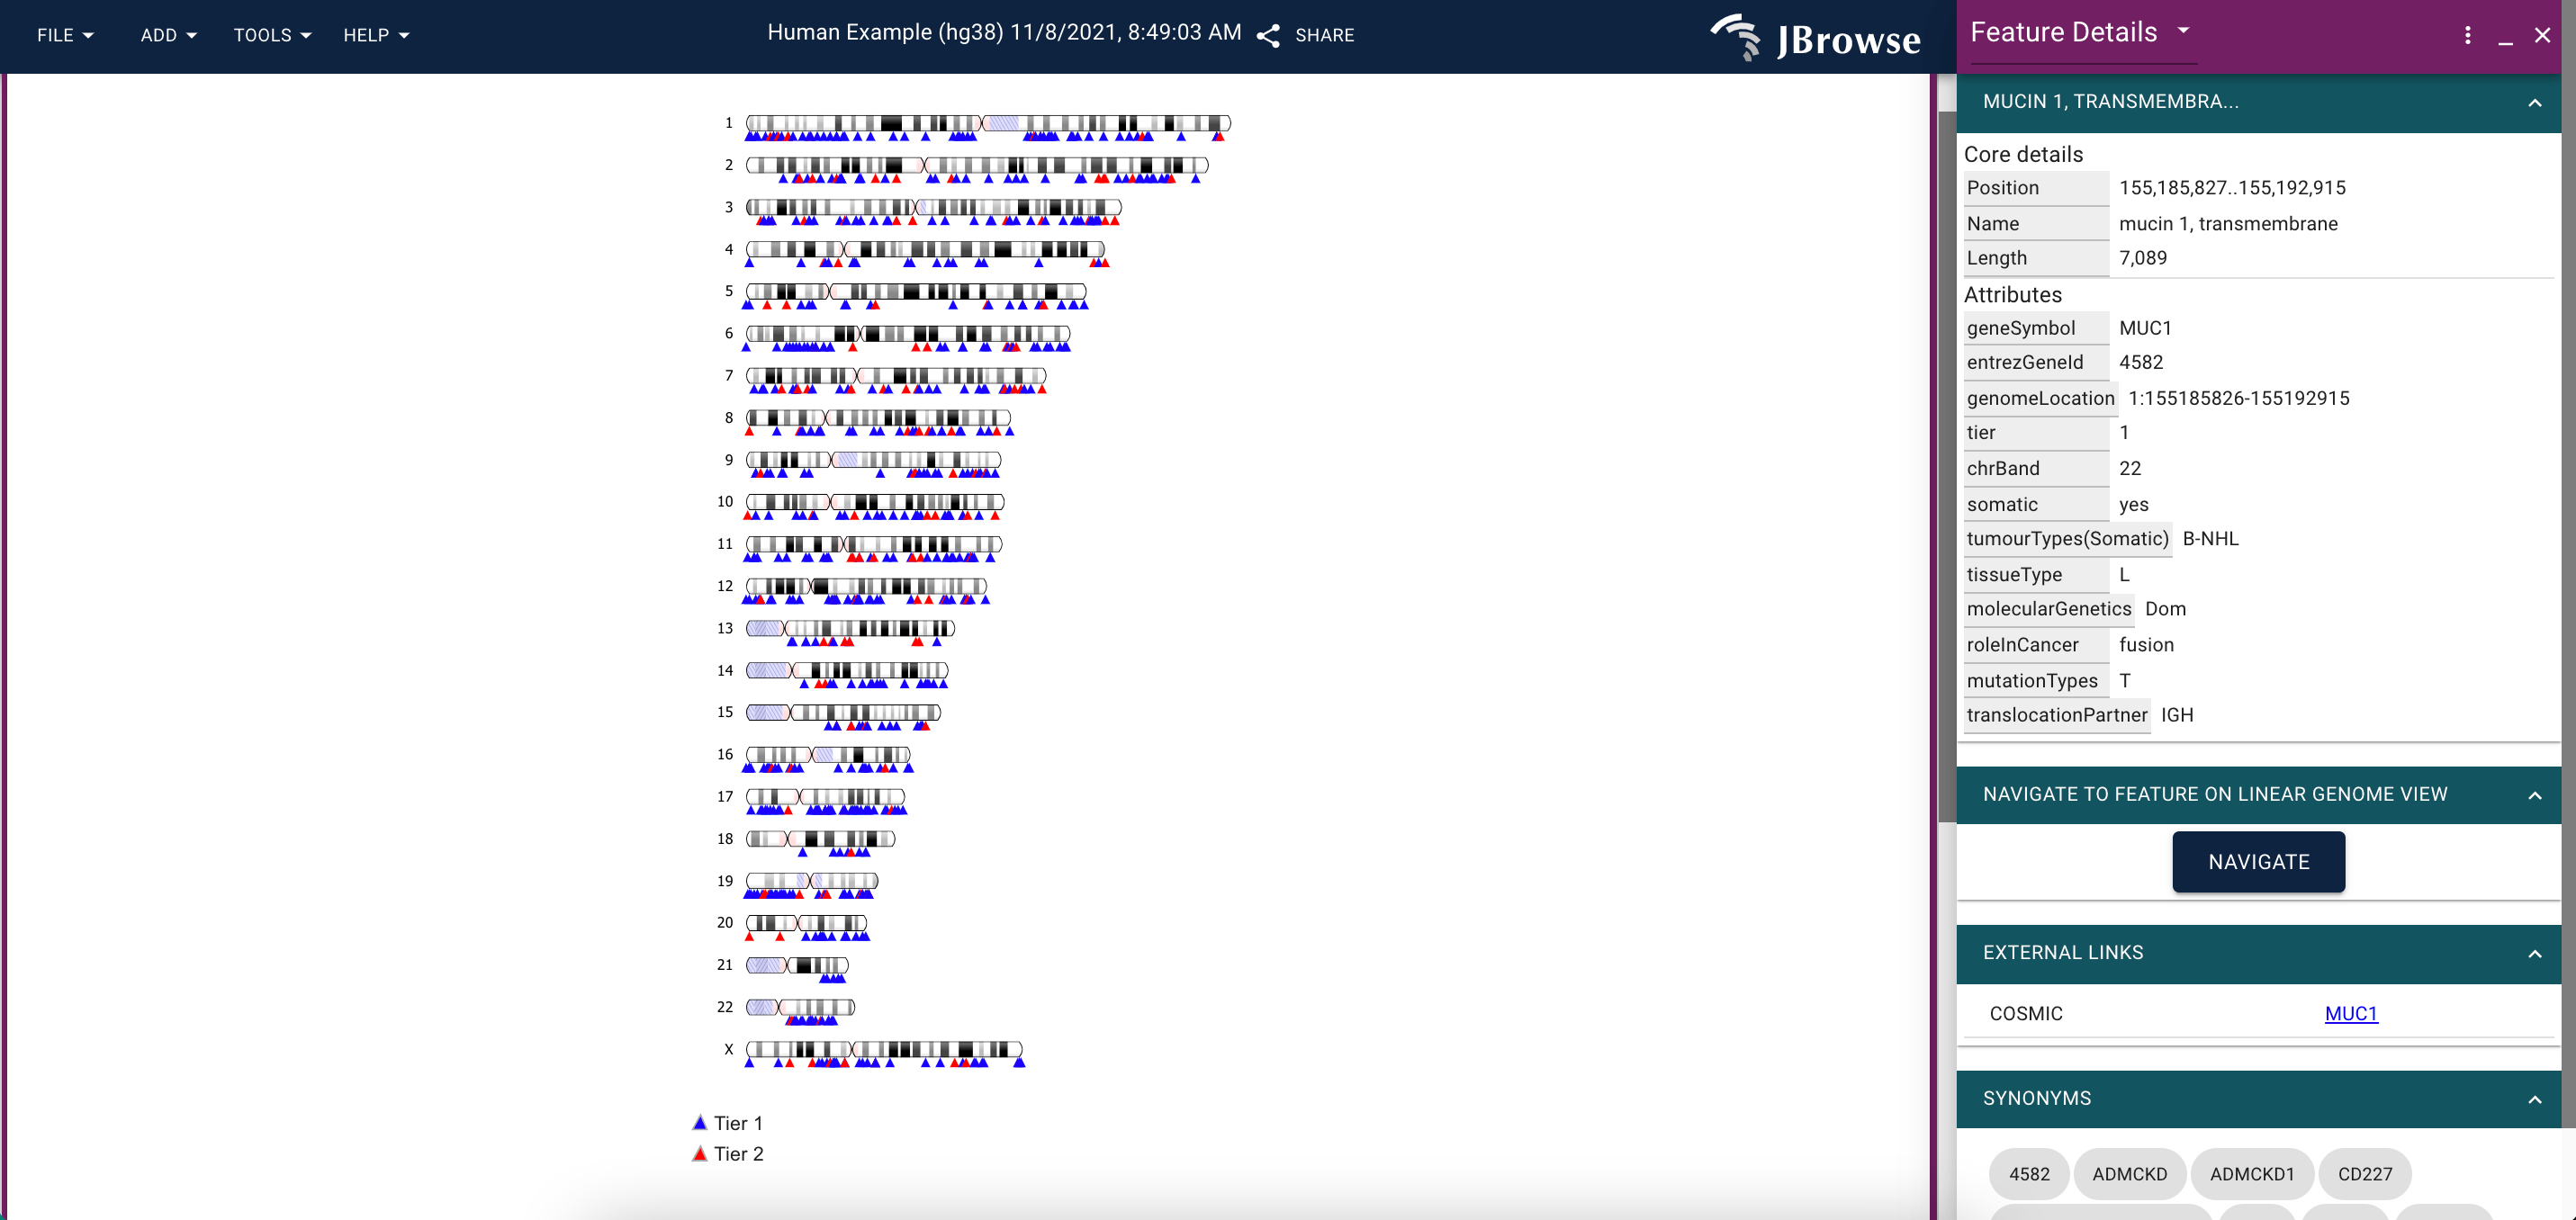 FILE ADD TOOLS HELP Human Example (hg38) 11/8/2021, 8:49:03 AM SHARE JBrowse
1
2
3
4
5
6
7
8
9
10
11
12
13
14
15
16
17
18
19
20
21
22
X
Tier 1
Tier 2
Feature Details
MUCIN 1, TRANSMEMBRA...
Core details
Position 155,185,827..155,192,915
Name mucin 1, transmembrane
Length 7,089
Attributes
geneSymbol MUC1
entrezGeneId 4582
genomeLocation 1:155185826-155192915
tier 1
chrBand 22
somatic yes
tumourTypes(Somatic) B-NHL
tissueType L
molecularGenetics Dom
roleInCancer fusion
mutationTypes T
translocationPartner IGH
NAVIGATE TO FEATURE ON LINEAR GENOME VIEW
NAVIGATE
EXTERNAL LINKS
COSMIC MUC1
SYNONYMS
4582 ADMCKD ADMCKD1 CD227